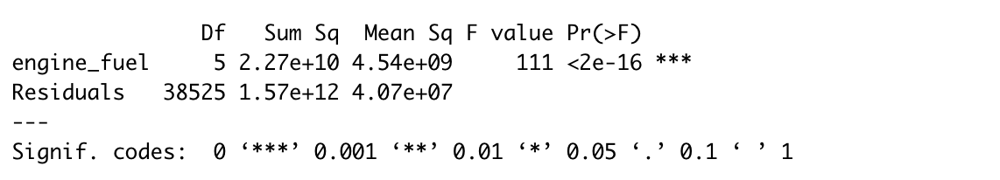 Df   Sum Sq  Mean Sq F value Pr(>F)
engine_fuel     5 2.27e+10 4.54e+09     111 <2e-16 ***
Residuals   38525 1.57e+12 4.07e+07
---
Signif. codes:  0 ‘***’ 0.001 ‘**’ 0.01 ‘*’ 0.05 ‘.’ 0.1 ‘ ’ 1